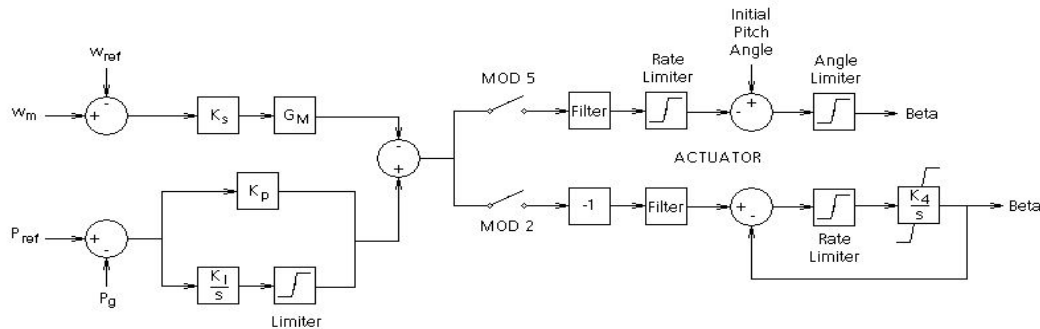 Initial
Pitch
Angle
Wref
Rate
Limiter
Angle
Limiter
MOD 5
-
Wm
+
Ks
GM
-
Filter
-
+
Beta
+
ACTUATOR
Kp
-1
Filter
+
-
K4
s
Beta
MOD 2
Pref
+
-
Rate
Limiter
KI
s
Pg
Limiter